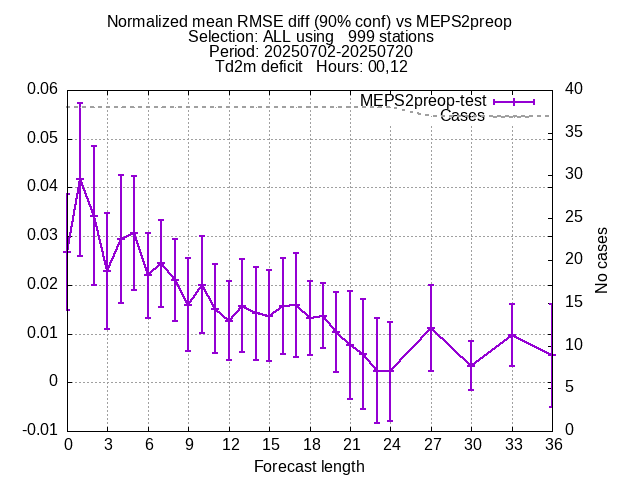 Normalized mean RMSE diff (90% conf) vs MEPS2preop
Selection: ALL using   999 stations
Period: 20250702-20250720
Td2m deficit   Hours: 00,12
MEPS2preop-test
Cases
0.06
0.05
0.04
0.03
0.02
0.01
0
-0.01
40
35
30
25
20
15
10
5
0
No cases
0 3 6 9 12 15 18 21 24 27 30 33 36
Forecast length